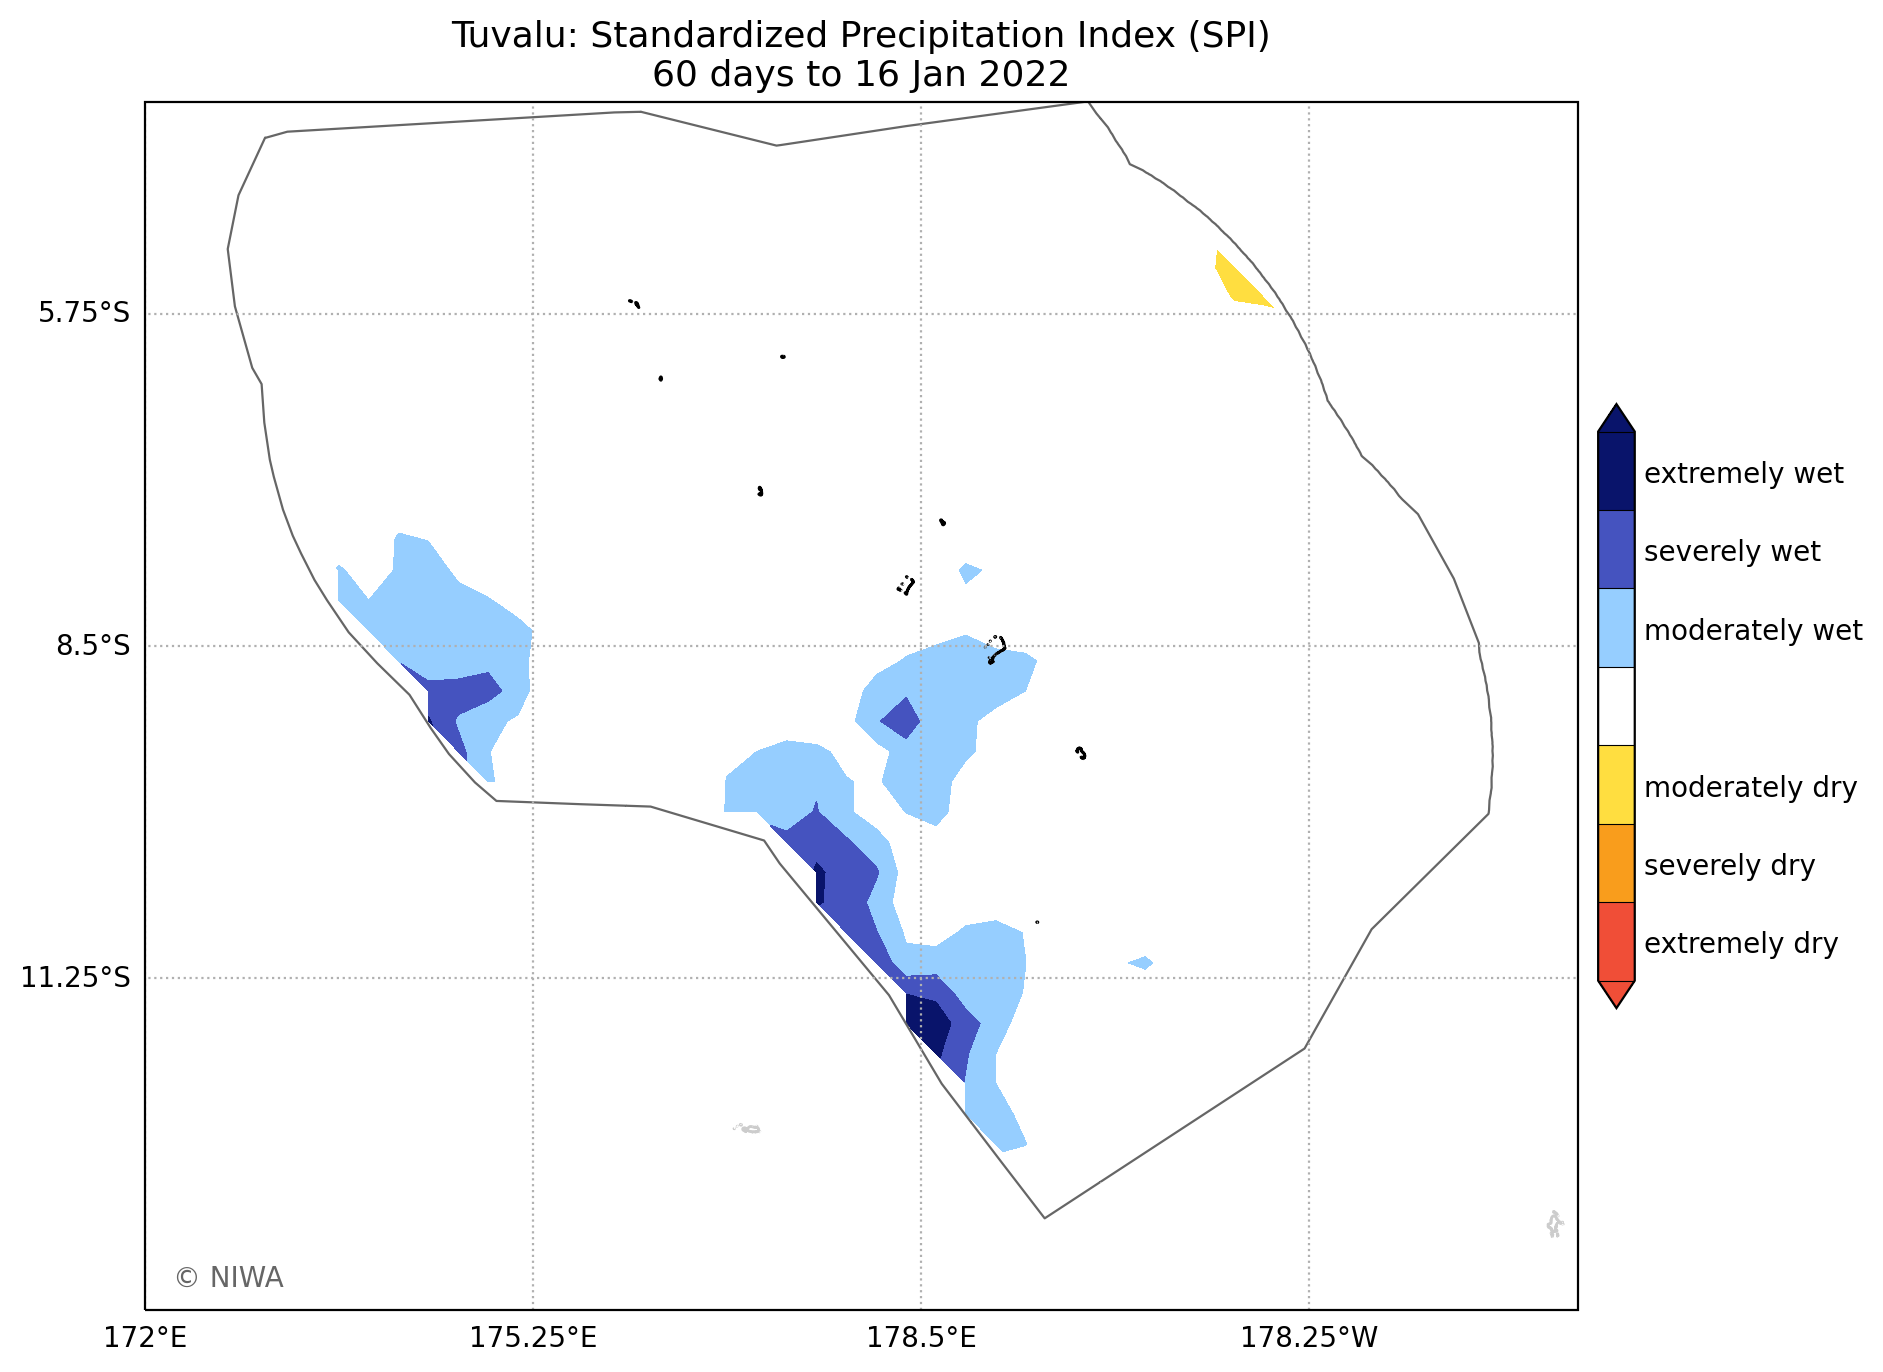 Tuvalu: Standardized Precipitation Index (SPI)
60 days to 16 Jan 2022
5.75°S
8.5°S
11.25°S
172°E
175.25°E
178.5°E
178.25°W
extremely wet
severely wet
moderately wet
moderately dry
severely dry
extremely dry
© NIWA